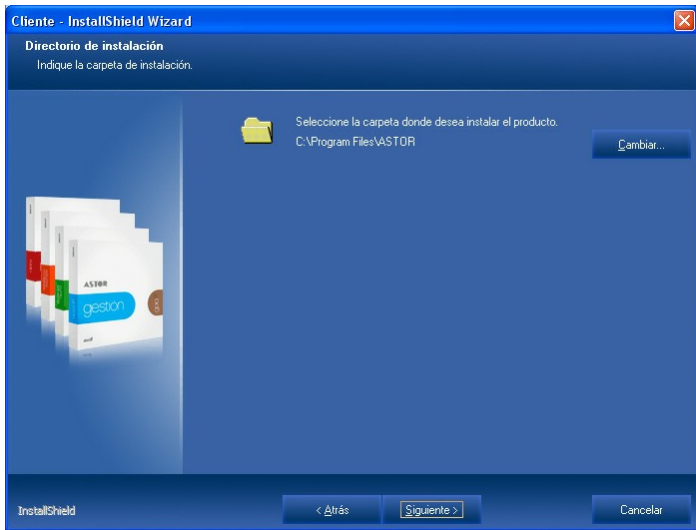 Cliente - InstallShield Wizard
Directorio de instalación
Indique la carpeta de instalación.
Seleccione la carpeta donde desea instalar el producto.
C:\Program Files\ASTOR
Cambiar...
ASTOR
gestión
InstallShield
< Atrás
Siguiente >
Cancelar